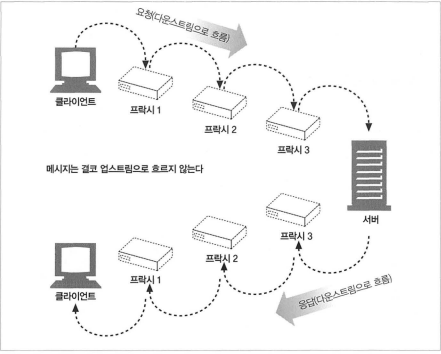 요청(다운스트림으로 흐름)
클라이언트
프락시 1
프락시 2
프락시 3
메시지는 결코 업스트림으로 흐르지 않는다
서버
프락시 3
프락시 2
프락시 1
클라이언트
응답(다운스트림으로 흐름)